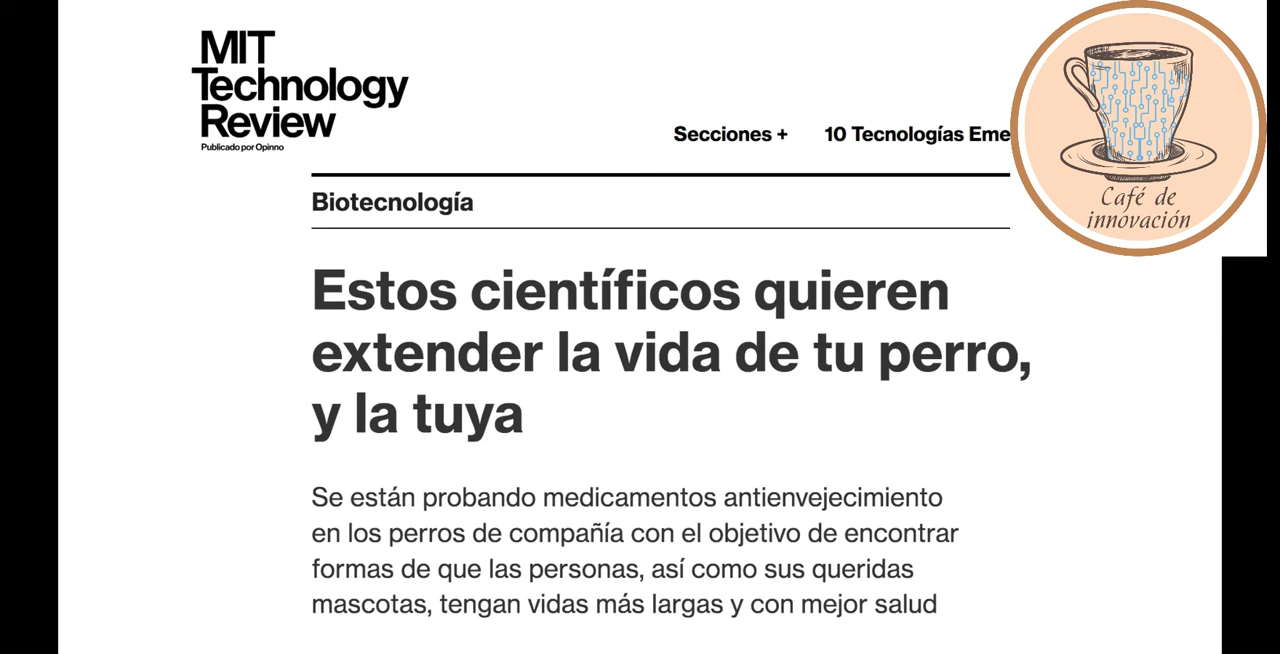 MIT
Technology
Review
Publicado por Opinno
Secciones +
10 Tecnologías Eme
Café de
innovación
Biotecnología
Estos científicos quieren
extender la vida de tu perro,
y la tuya
Se están probando medicamentos antienvejecimiento
en los perros de compañía con el objetivo de encontrar
formas de que las personas, así como sus queridas
mascotas, tengan vidas más largas y con mejor salud